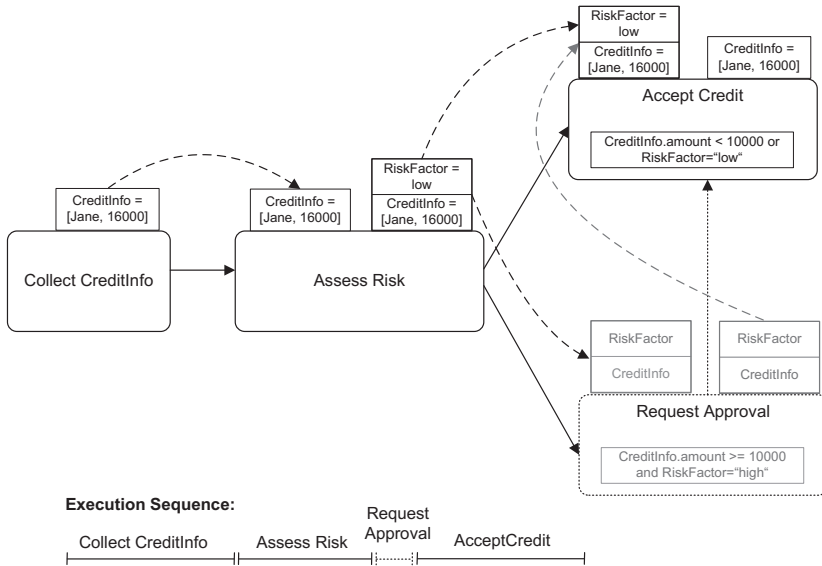 RiskFactor =
low
CreditInfo =
[Jane, 16000]
CreditInfo =
[Jane, 16000]
Accept Credit
CreditInfo.amount < 10000 or
RiskFactor=“low“
CreditInfo =
[Jane, 16000]
CreditInfo =
[Jane, 16000]
RiskFactor =
low
CreditInfo =
[Jane, 16000]
Collect CreditInfo
Assess Risk
RiskFactor
CreditInfo
RiskFactor
CreditInfo
Request Approval
CreditInfo.amount >= 10000
and RiskFactor=“high“
Execution Sequence:
Collect CreditInfo
Assess Risk
Request
Approval
AcceptCredit